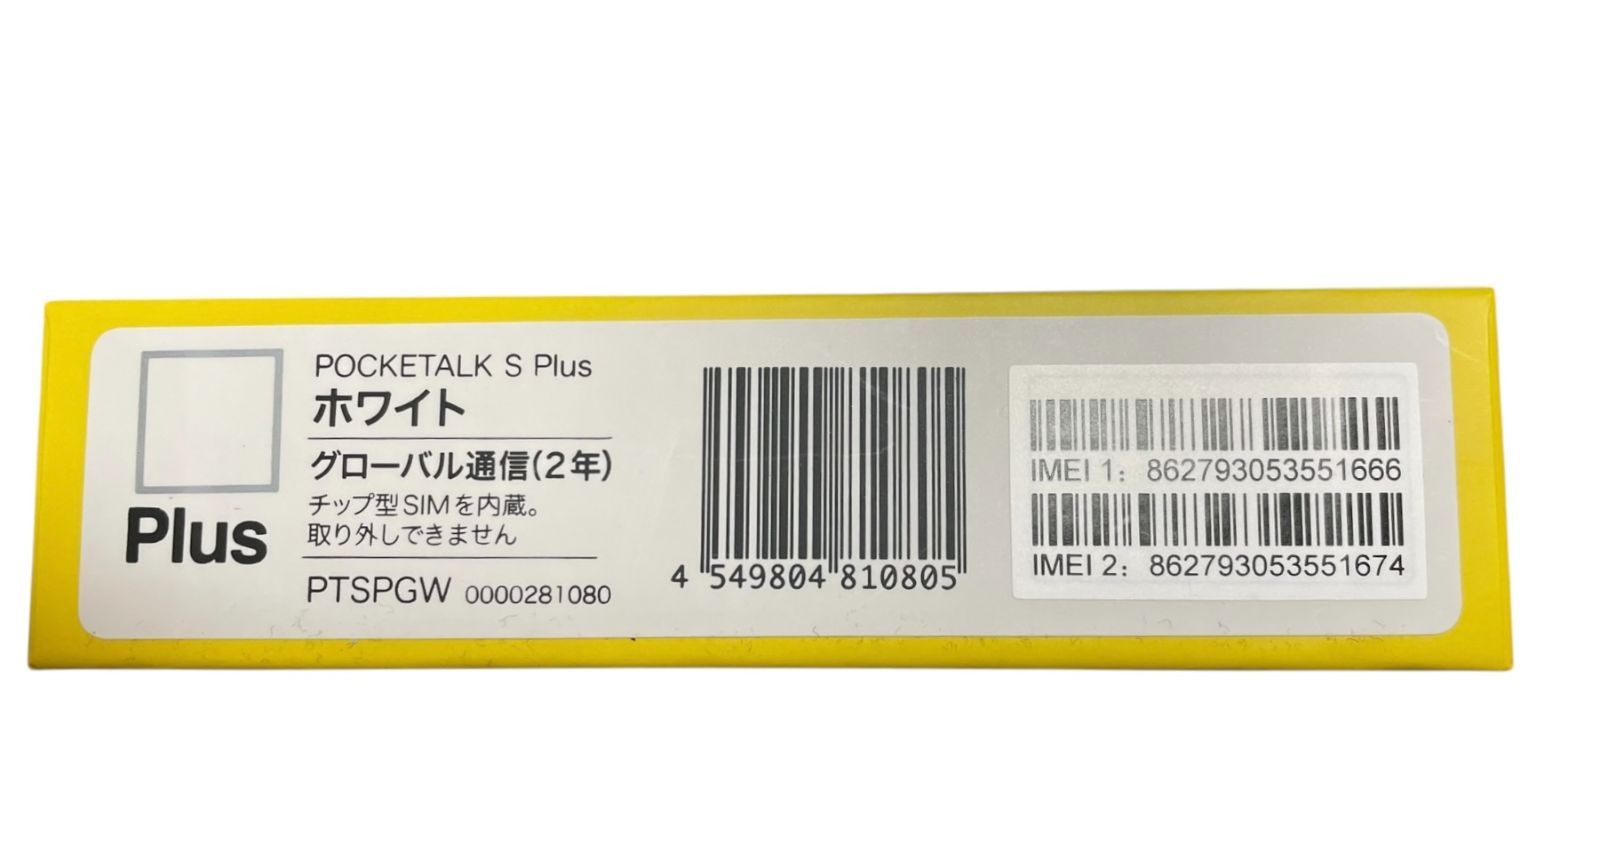 Plus
POCKETALK S Plus
ホワイト
グローバル通信(2年)
チップ型SIMを内蔵。
取り外しできません
PTSPGW 0000281080
4 549804 810805
IMEI 1: 862793053551666
IMEI 2: 862793053551674